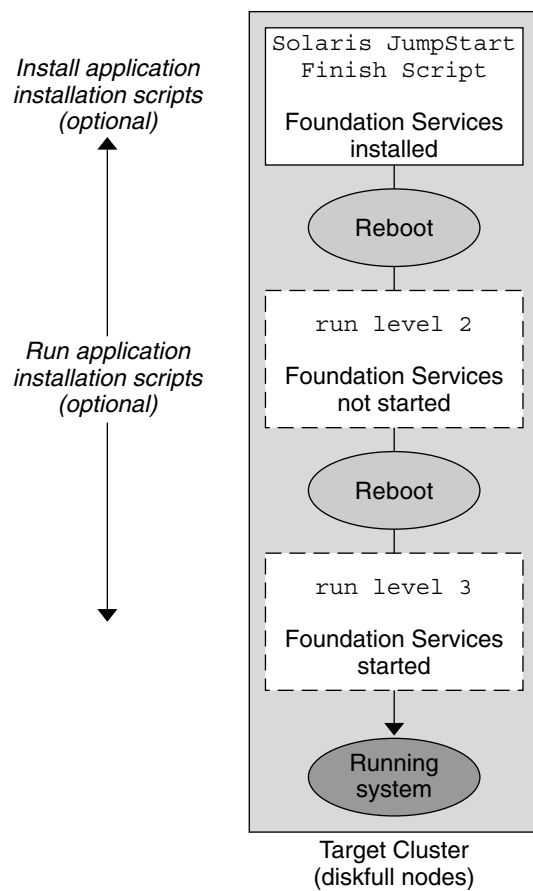 Install application
installation scripts
(optional)
Run application
installation scripts
(optional)
Solaris JumpStart
Finish Script
Foundation Services
installed
Reboot
run level 2
Foundation Services
not started
Reboot
run level 3
Foundation Services
started
Running
system
Target Cluster
(diskfull nodes)